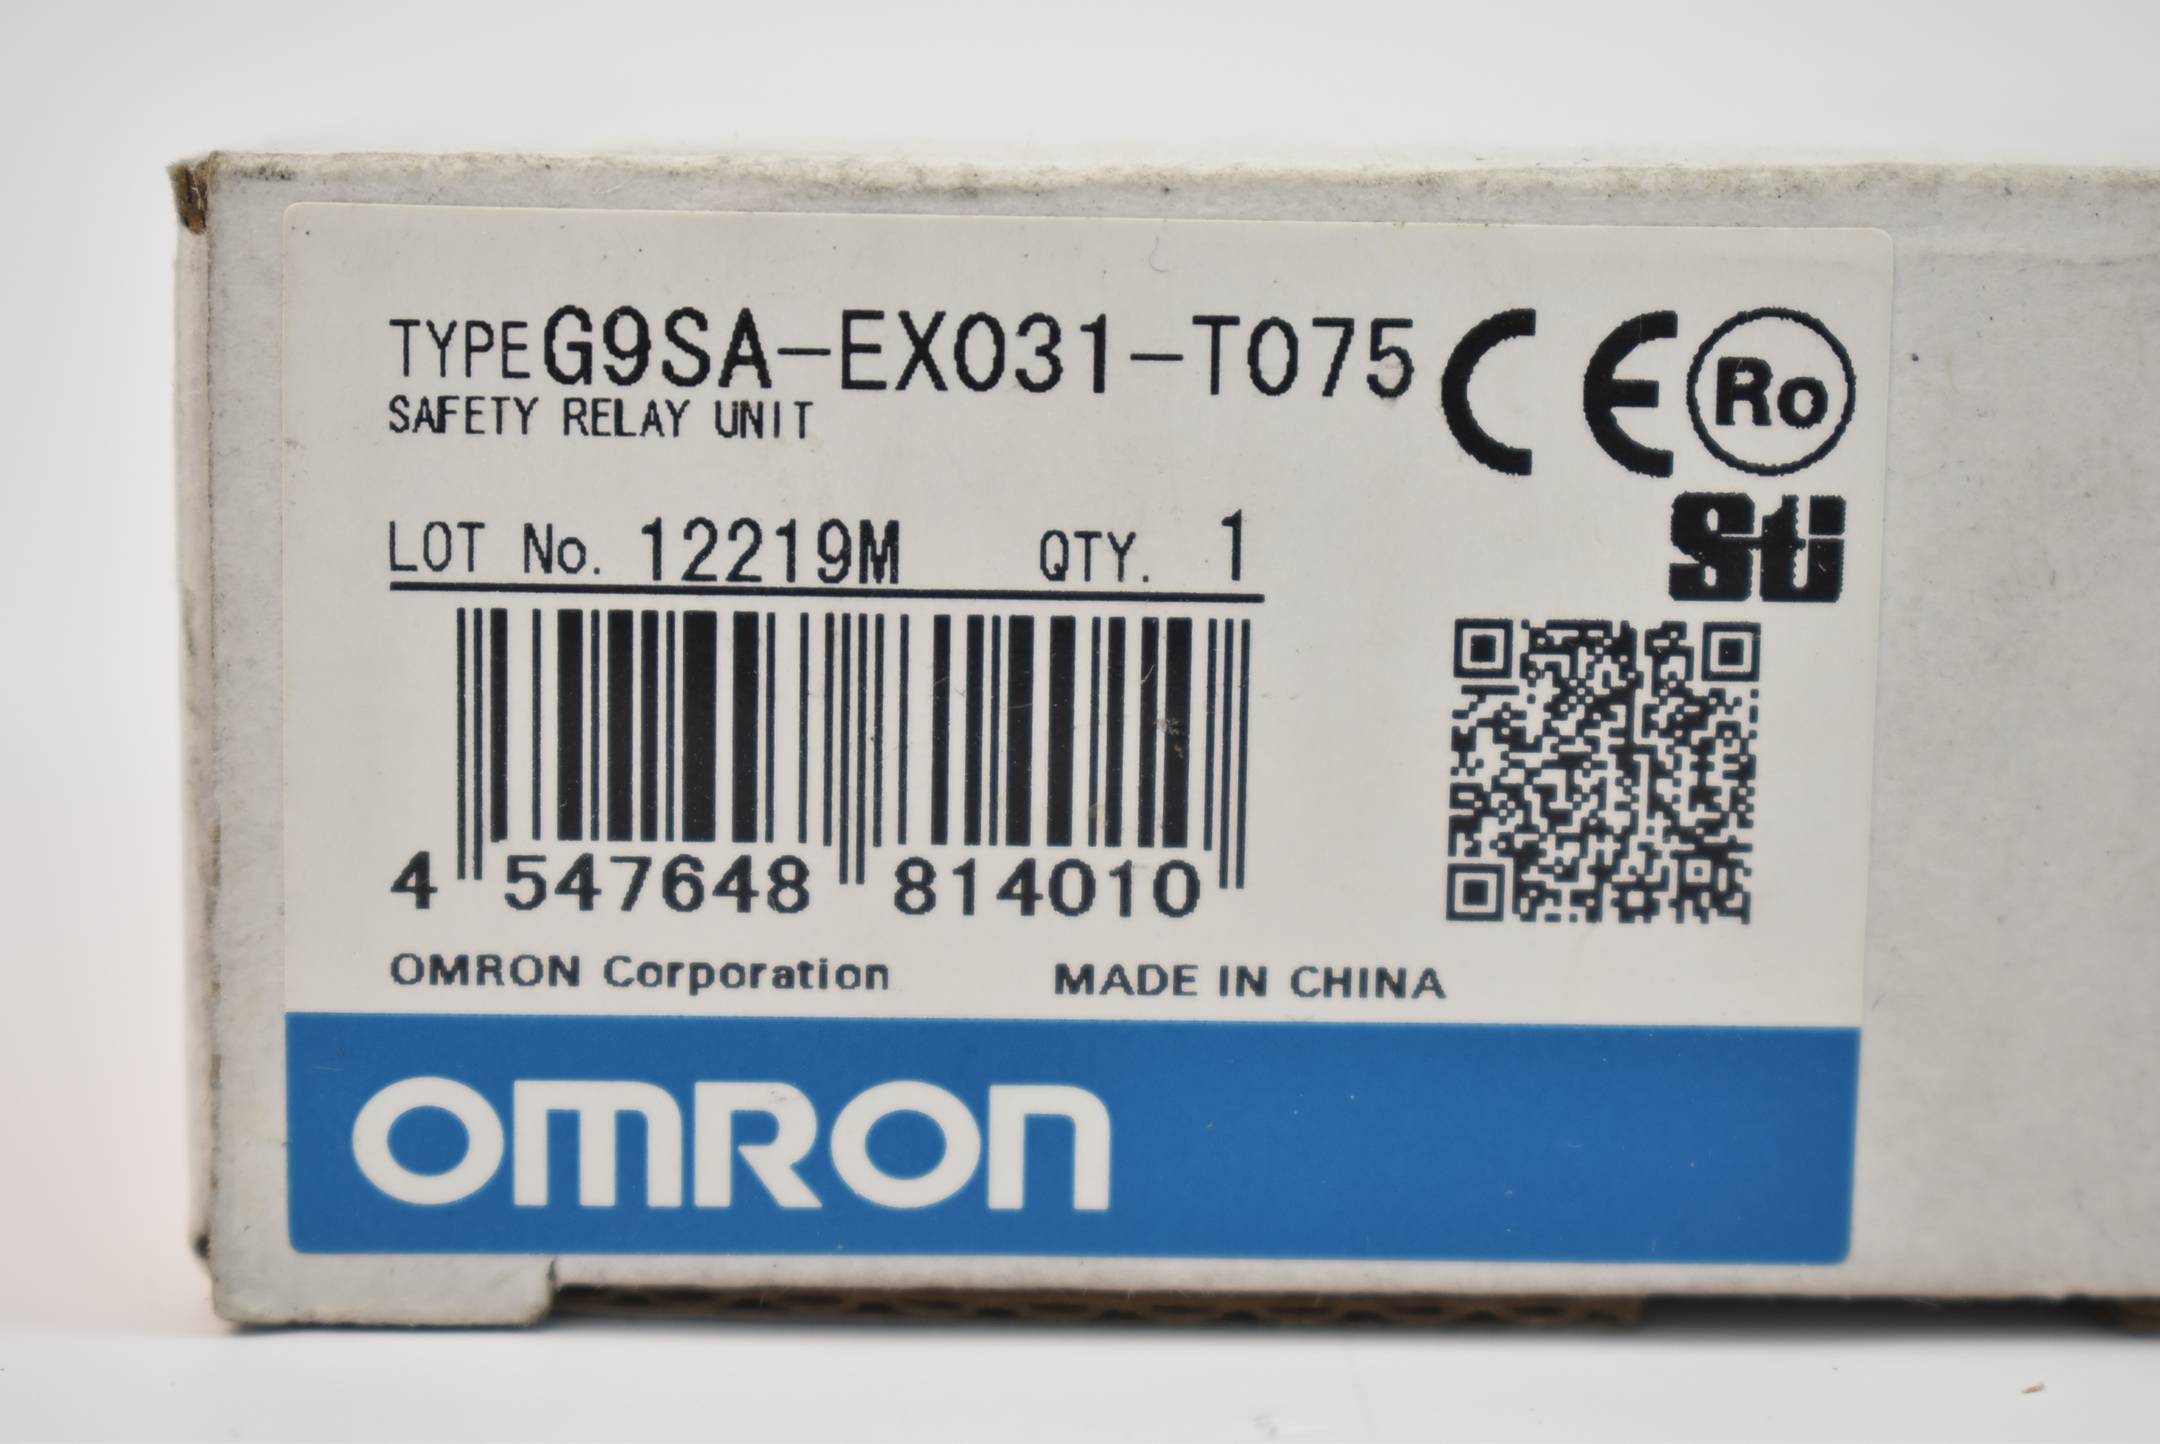 TYPE G9SA-EX031-T075 CE Ro
SAFETY RELAY UNIT
Sti
LOT No. 12219M QTY. 1
4 547648 814010
OMRON Corporation MADE IN CHINA
OMRON